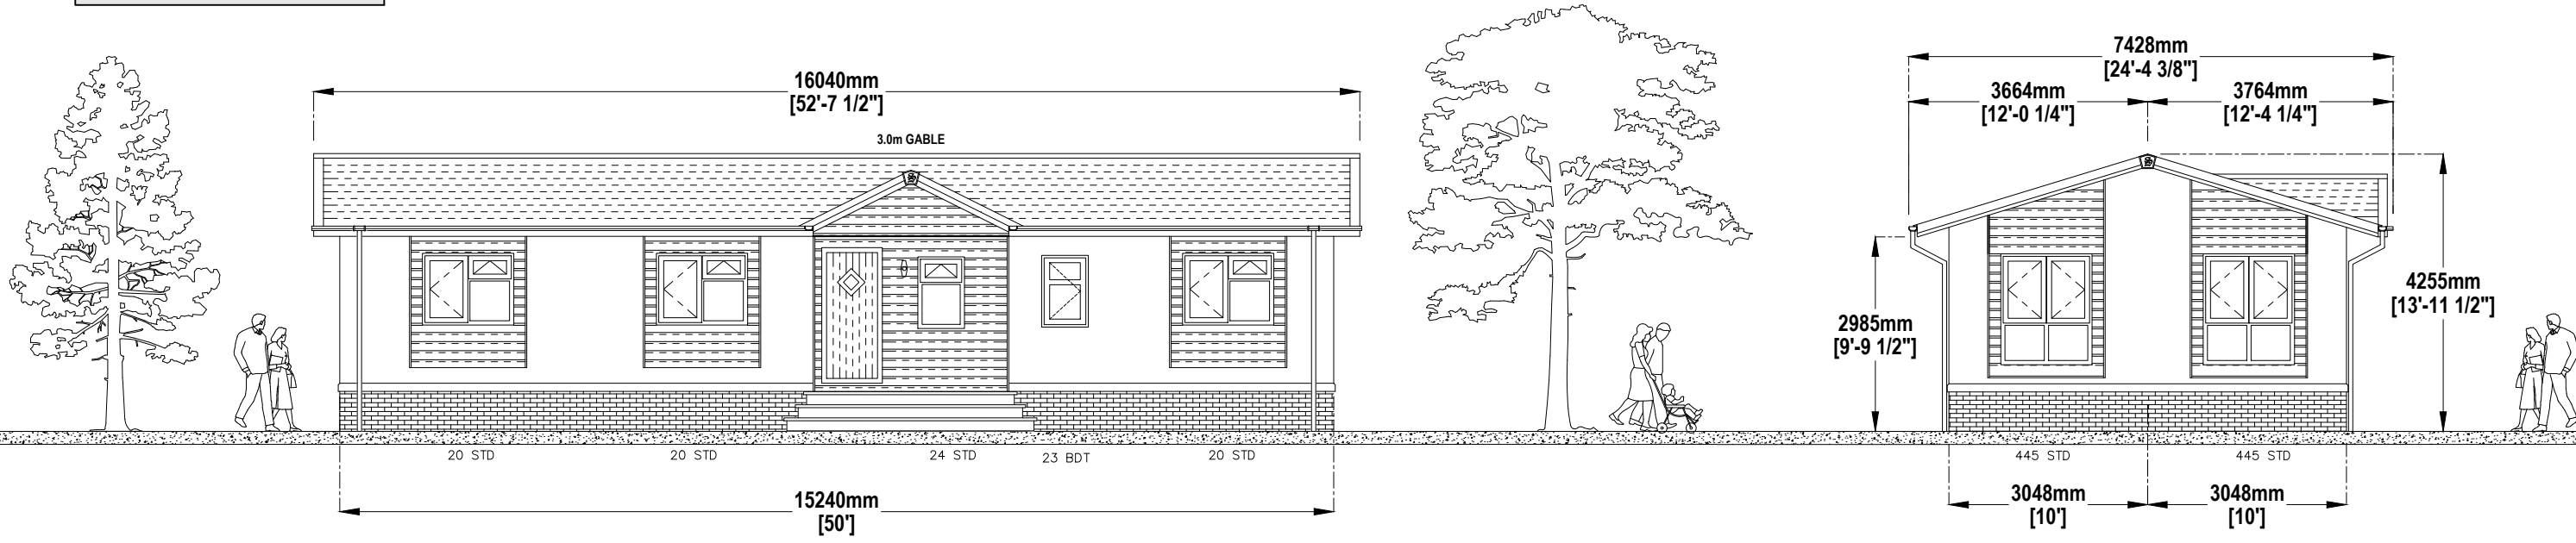 16040mm
[52'-7 1/2"]
3.0m GABLE
20 STD
20 STD
24 STD
23 BDT
20 STD
15240mm
[50']
7428mm
[24'-4 3/8"]
3664mm
[12'-0 1/4"]
3764mm
[12'-4 1/4"]
2985mm
[9'-9 1/2"]
4255mm
[13'-11 1/2"]
445 STD
445 STD
3048mm
[10']
3048mm
[10']